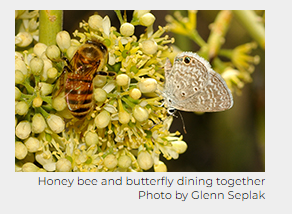 Honey bee and butterfly dining together
Photo by Glenn Seplak